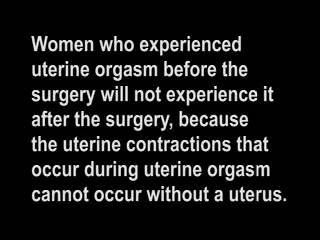 Women who experienced
uterine orgasm before the
surgery will not experience it
after the surgery, because
the uterine contractions that
occur during uterine orgasm
cannot occur without a uterus.